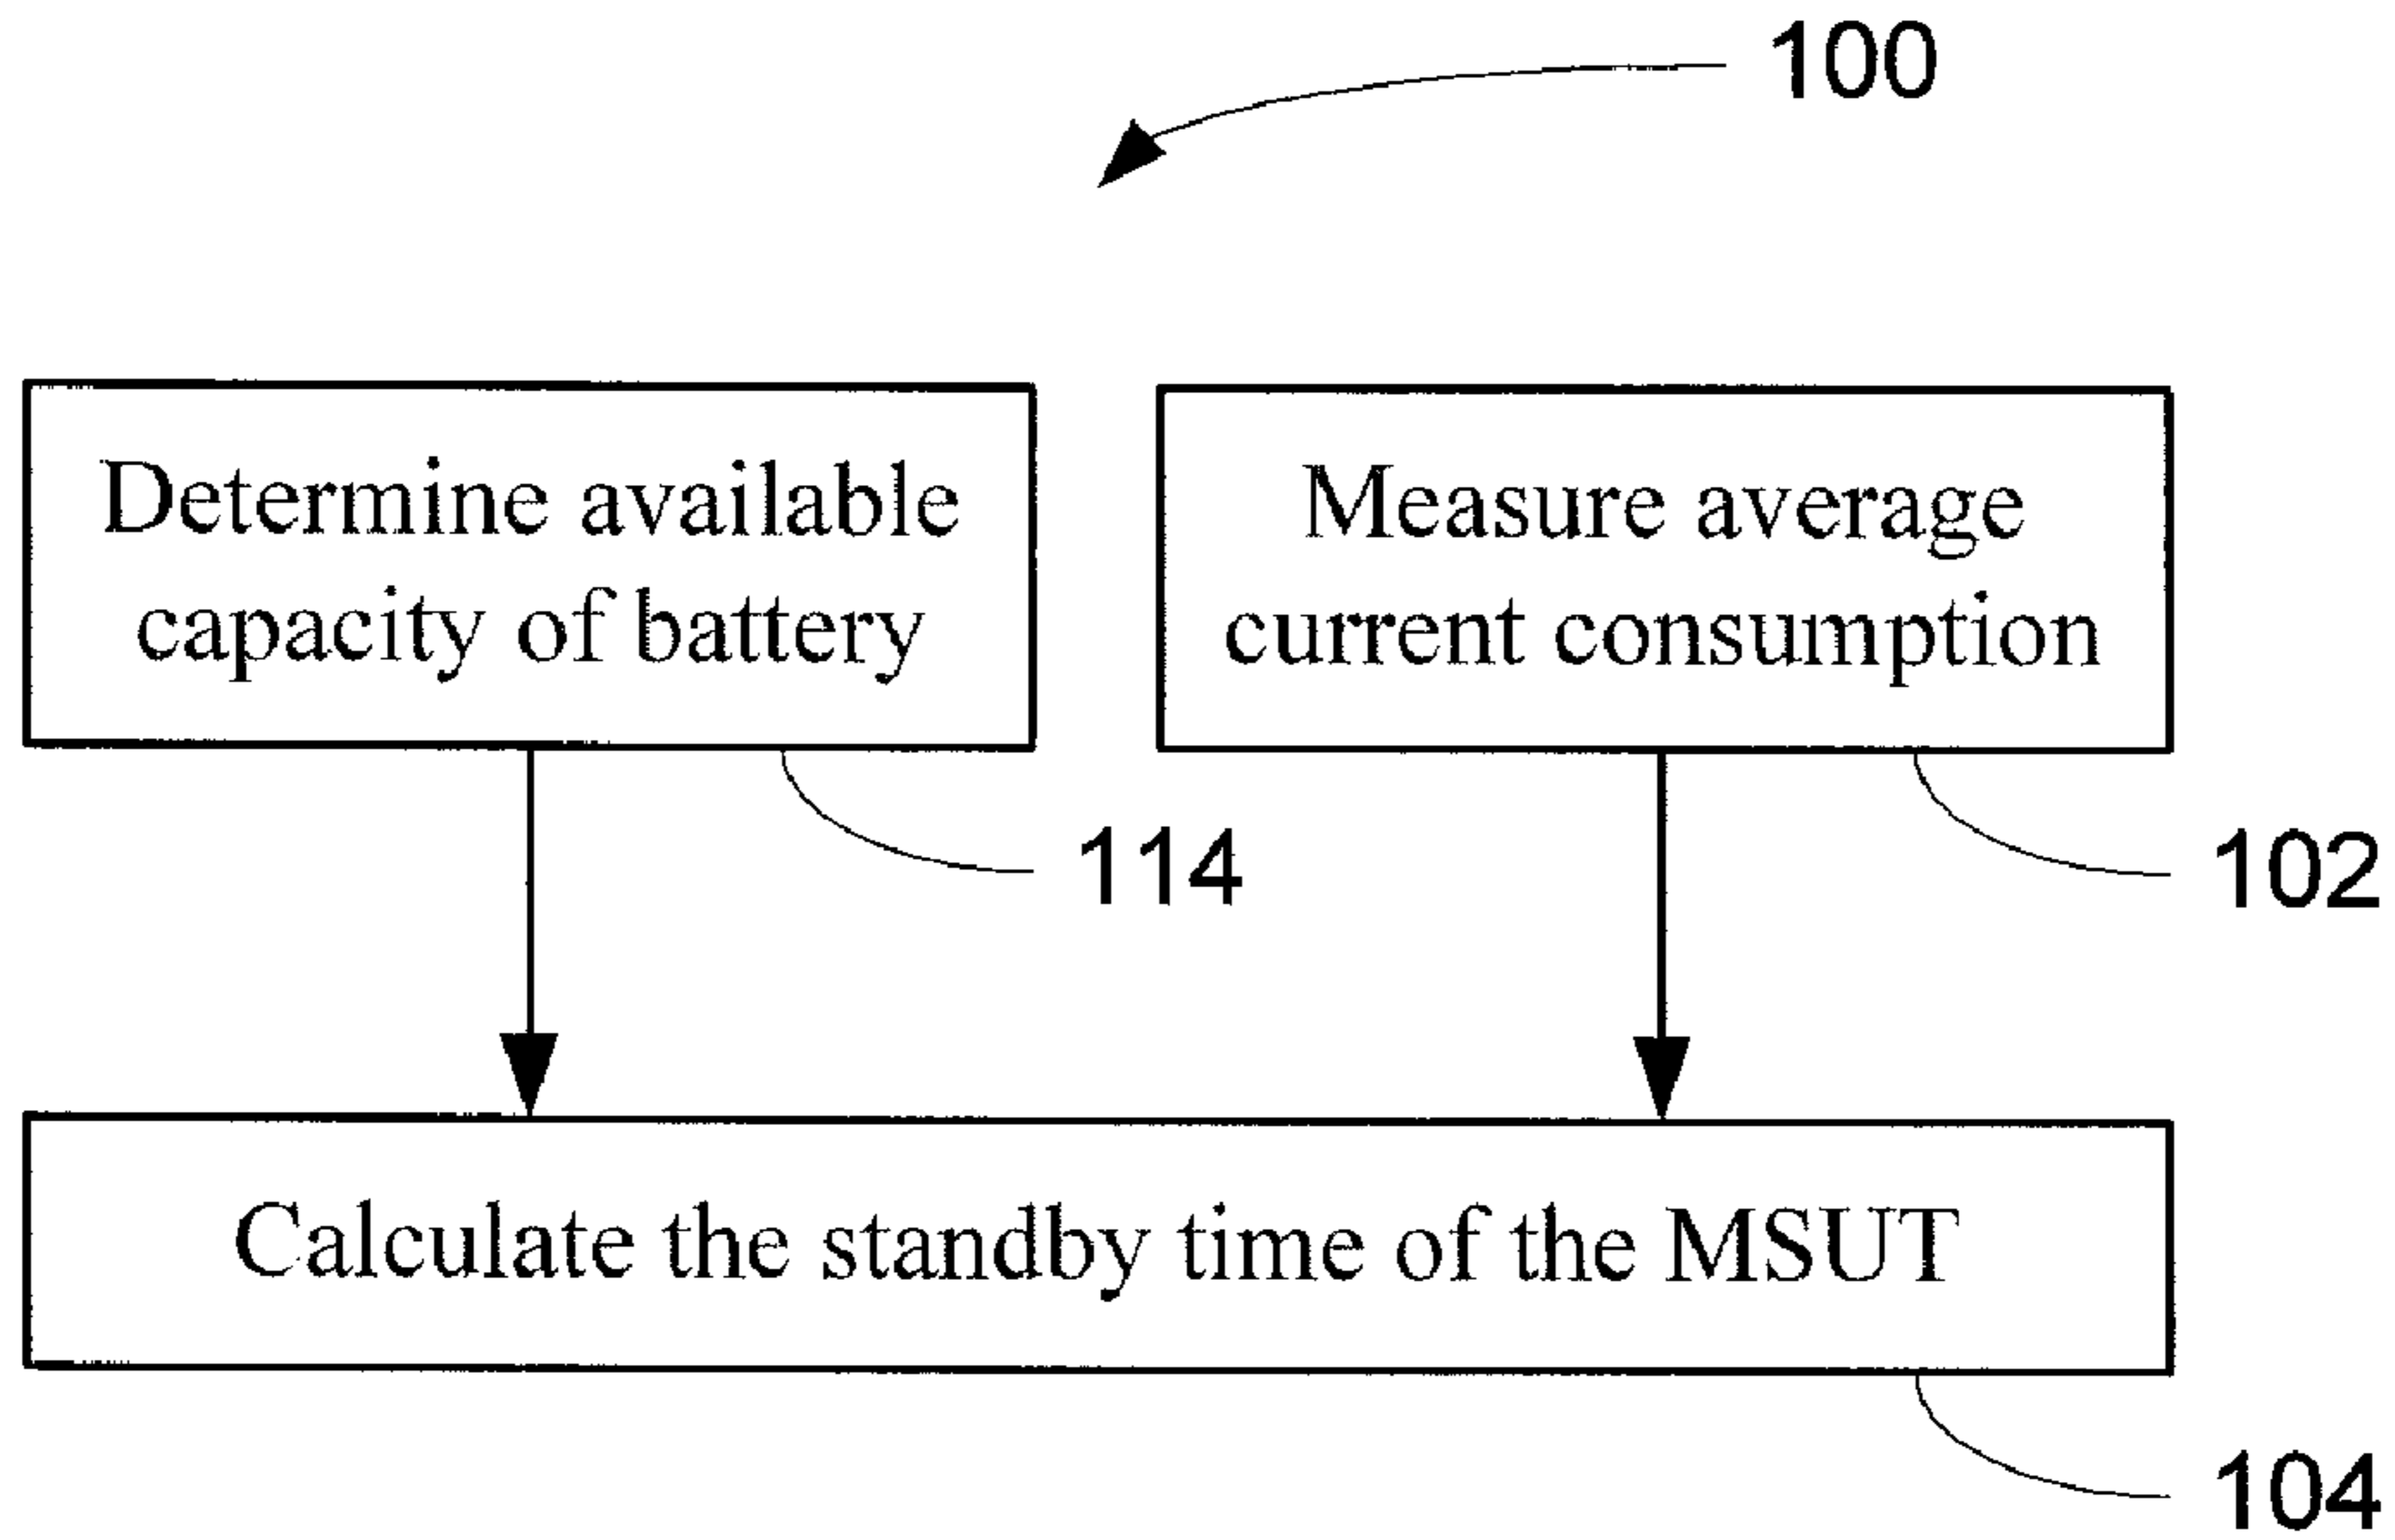 100
Determine available
capacity of battery
Measure average
current consumption
114
102
Calculate the standby time of the MSUT
104